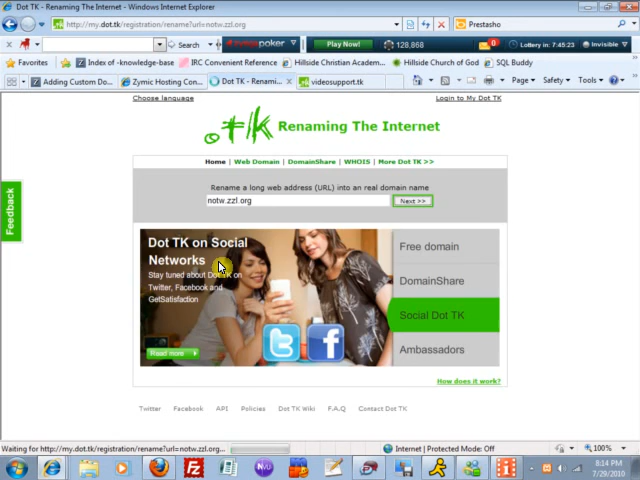 Dot TK - Renaming The Internet - Windows Internet Explorer
http://my.dot.tk/registration/rename?url=notw.zzl.org
Prestasho
Search
poker
Play Now!
128,868
Lottery in: 7:45:23
Invisible
Favorites
Index of -knowledge-base
IRC Convenient Reference
Hillside Christian Academ...
Hillside Church of God
SQL Buddy
Adding Custom Do...
Zymic Hosting Con...
Dot TK - Renami...
videosupport.tk
Page
Safety
Tools
Choose language
Login to My Dot TK
.tk Renaming The Internet
Home | Web Domain | DomainShare | WHOIS | More Dot TK >>
Feedback
Rename a long web address (URL) into an real domain name
notw.zzl.org
Next >>
Dot TK on Social
Networks
Stay tuned about Dot TK on
Twitter, Facebook and
GetSatisfaction
Read more
Free domain
DomainShare
Social Dot TK
Ambassadors
How does it work?
Twitter Facebook API Policies Dot TK Wiki F.A.Q Contact Dot TK
Waiting for http://my.dot.tk/registration/rename?url=notw.zzl.org...
Internet | Protected Mode: Off
100%
8:14 PM
7/29/2010